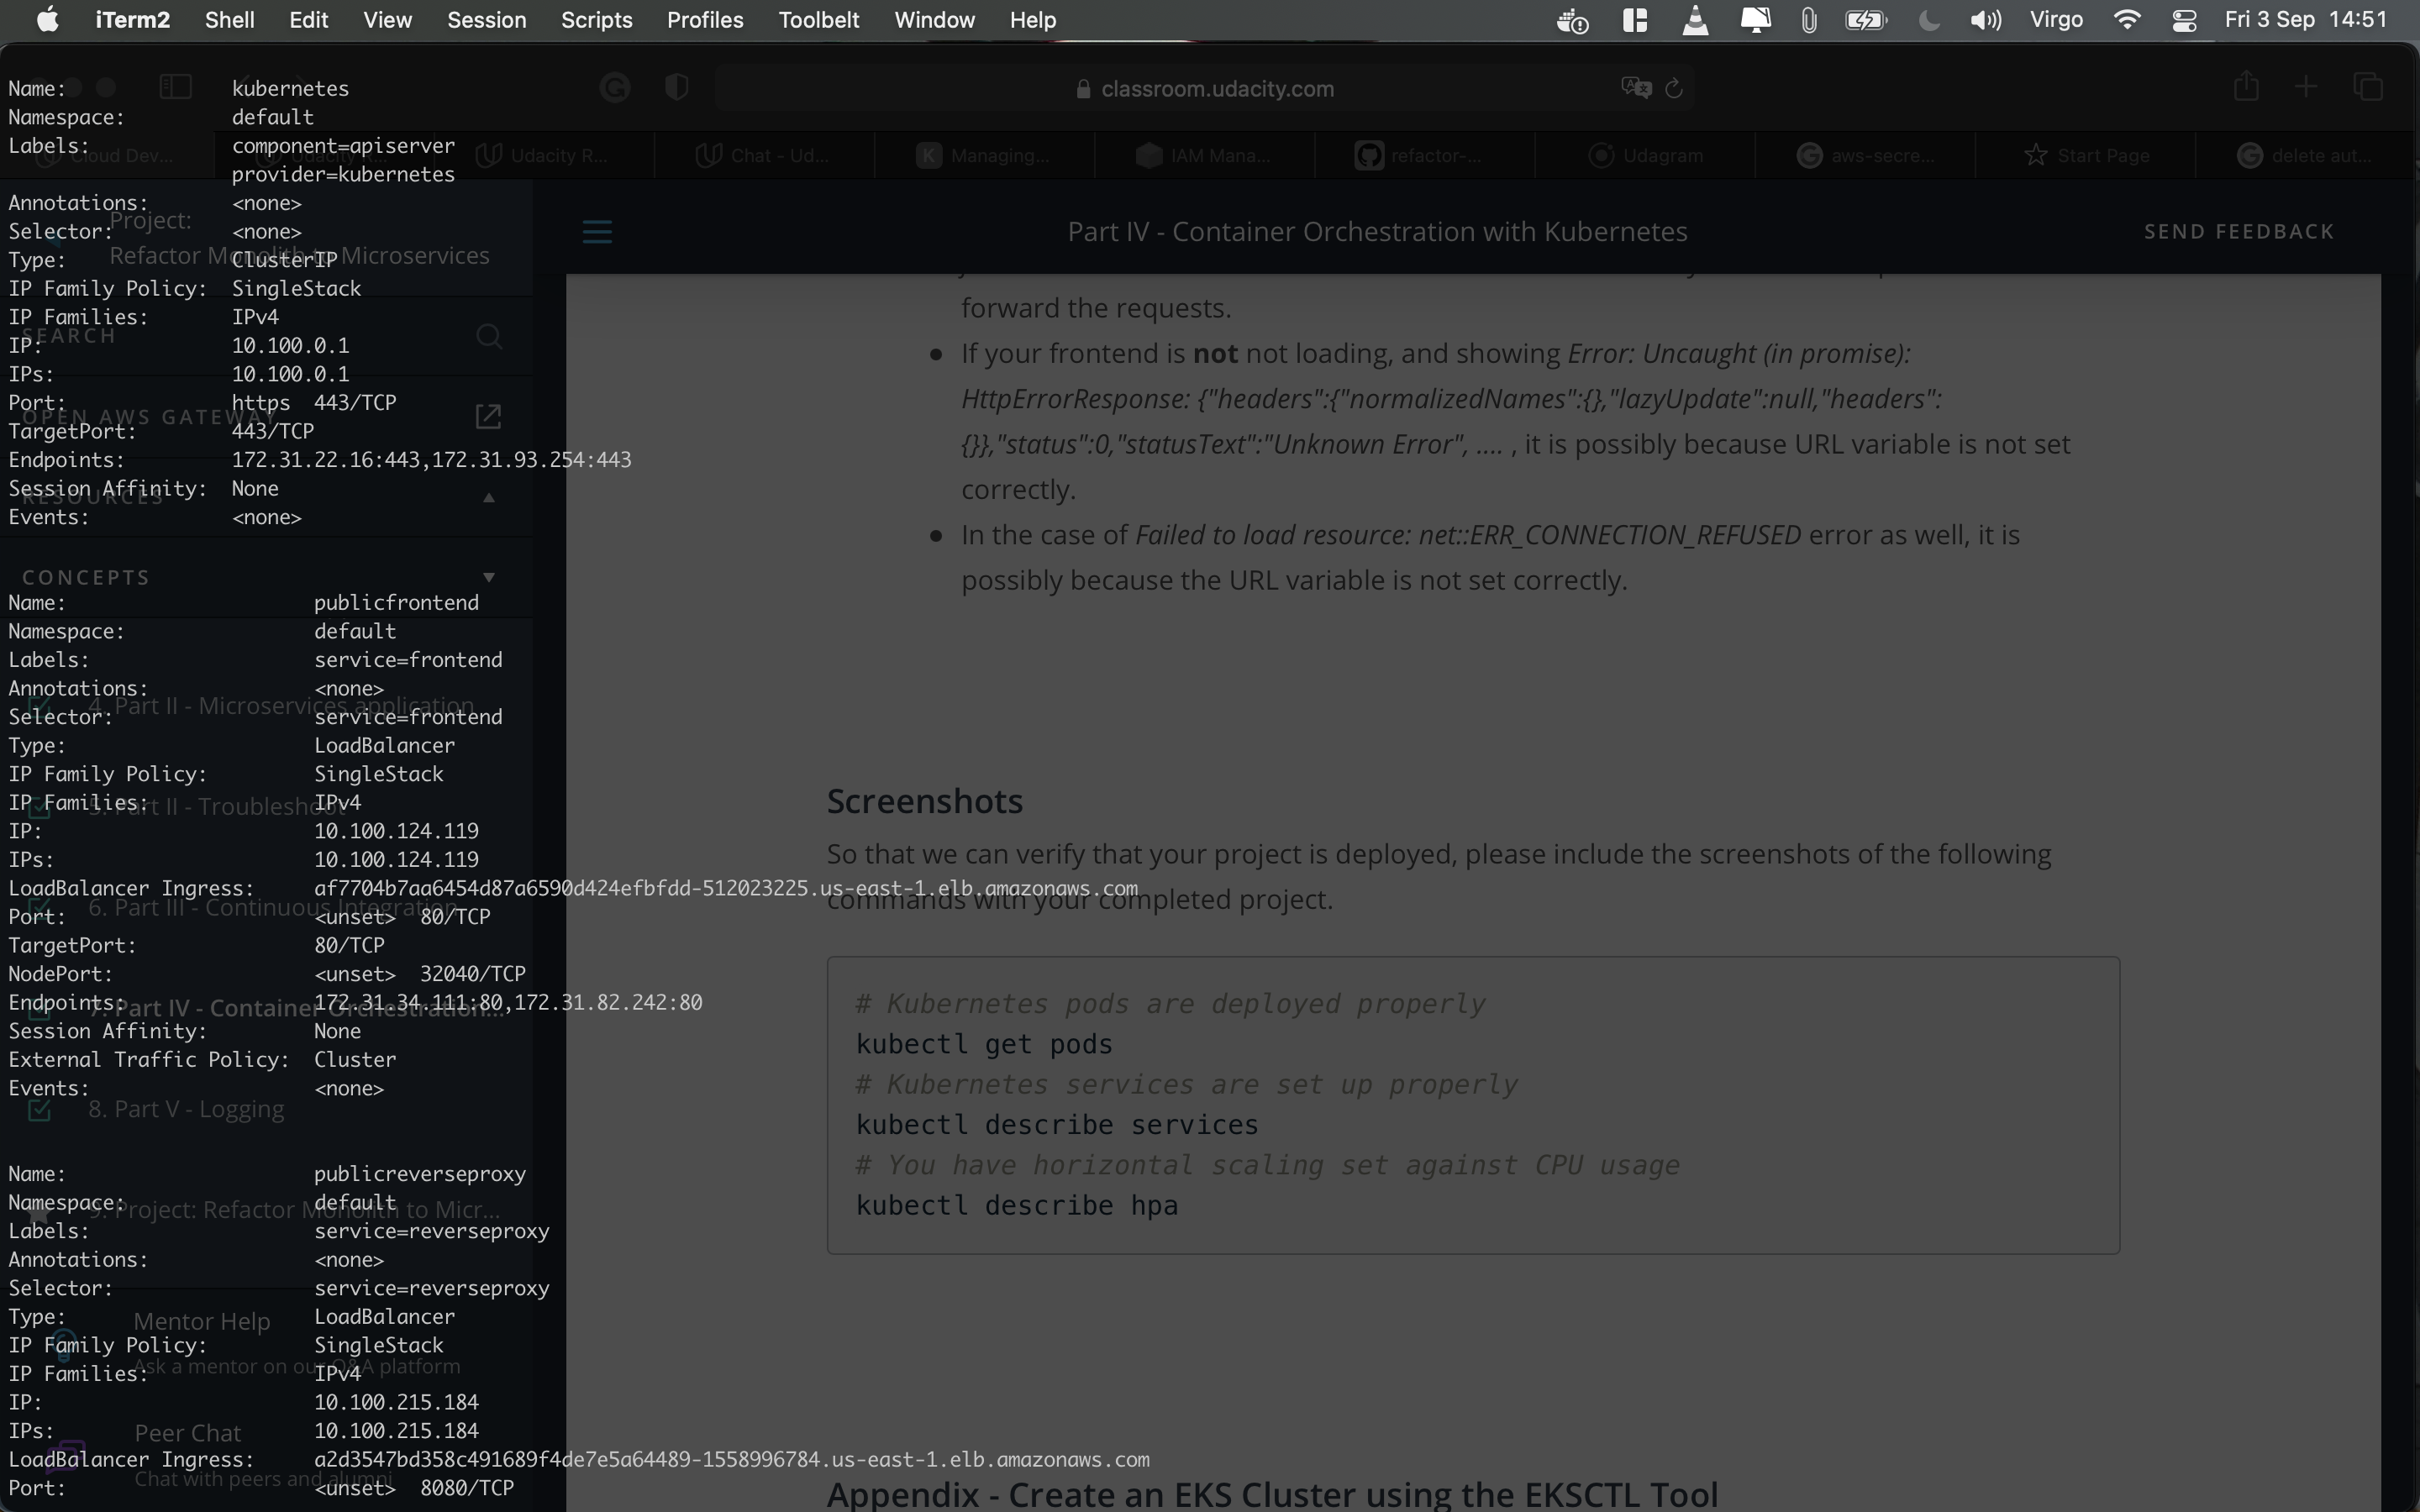 iTerm2 Shell Edit View Session Scripts Profiles Toolbelt Window Help Virgo Fri 3 Sep 14:51
Name: kubernetes
Namespace: default
Labels: component=apiserver
provider=kubernetes
Annotations: <none>
Selector: <none>
Type: ClusterIP
IP Family Policy: SingleStack
IP Families: IPv4
IP: 10.100.0.1
IPs: 10.100.0.1
Port: https 443/TCP
TargetPort: 443/TCP
Endpoints: 172.31.22.16:443,172.31.93.254:443
Session Affinity: None
Events: <none>
Name: publicfrontend
Namespace: default
Labels: service=frontend
Annotations: <none>
Selector: service=frontend
Type: LoadBalancer
IP Family Policy: SingleStack
IP Families: IPv4
IP: 10.100.124.119
IPs: 10.100.124.119
LoadBalancer Ingress: af7704b7aa6454d87a6590d424efbfdd-512023225.us-east-1.elb.amazonaws.com
Port: <unset> 80/TCP
TargetPort: 80/TCP
NodePort: <unset> 32040/TCP
Endpoints: 172.31.34.111:80,172.31.82.242:80
Session Affinity: None
External Traffic Policy: Cluster
Events: <none>
Name: publicreverseproxy
Namespace: default
Labels: service=reverseproxy
Annotations: <none>
Selector: service=reverseproxy
Type: LoadBalancer
IP Family Policy: SingleStack
IP Families: IPv4
IP: 10.100.215.184
IPs: 10.100.215.184
LoadBalancer Ingress: a2d3547bd358c491689f4de7e5a64489-1558996784.us-east-1.elb.amazonaws.com
Port: <unset> 8080/TCP
classroom.udacity.com
Cloud Dev... Udacity R... Udacity R... Chat - Ud... Managing... IAM Mana... refactor-... Udagram aws-secre... Start Page delete aut...
Project:
Refactor Monolith to Microservices
SEARCH
OPEN AWS GATEWAY
RESOURCES
CONCEPTS
4. Part II - Microservices application
5. Part II - Troubleshoot
6. Part III - Continuous Integration
7. Part IV - Container Orchestration...
8. Part V - Logging
9. Project: Refactor Monolith to Micr...
Mentor Help
Ask a mentor on our Q&A platform
Peer Chat
Chat with peers and alumni
Part IV - Container Orchestration with Kubernetes
SEND FEEDBACK
forward the requests.
● If your frontend is not not loading, and showing Error: Uncaught (in promise):
HttpErrorResponse: {"headers":{"normalizedNames":{},"lazyUpdate":null,"headers":
{}},"status":0,"statusText":"Unknown Error", .... , it is possibly because URL variable is not set
correctly.
● In the case of Failed to load resource: net::ERR_CONNECTION_REFUSED error as well, it is
possibly because the URL variable is not set correctly.
Screenshots
So that we can verify that your project is deployed, please include the screenshots of the following
commands with your completed project.
# Kubernetes pods are deployed properly
kubectl get pods
# Kubernetes services are set up properly
kubectl describe services
# You have horizontal scaling set against CPU usage
kubectl describe hpa
Appendix - Create an EKS Cluster using the EKSCTL Tool